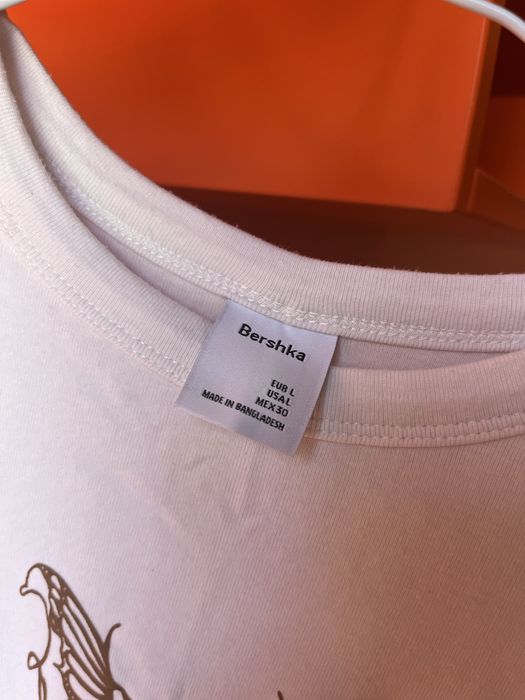 Bershka
EUR L
USA L
MEX 30
MADE IN BANGLADESH